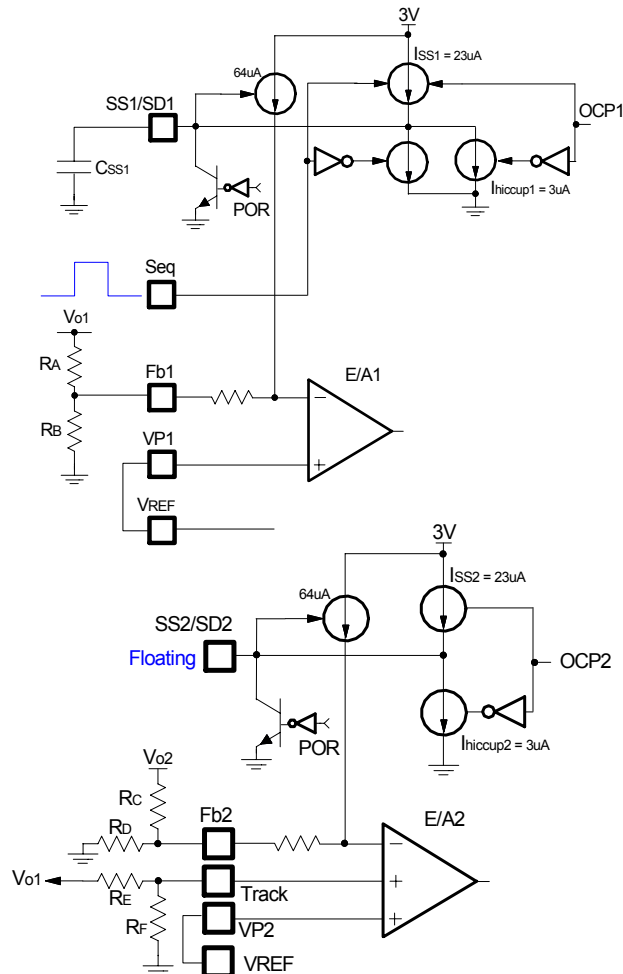 3V
ISS1 = 23uA
64uA
SS1/SD1
OCP1
CSS1
POR
Ihiccup1 = 3uA
Seq
Vo1
RA
Fb1
E/A1
RB
VP1
VREF
3V
ISS2 = 23uA
64uA
SS2/SD2
Floating
OCP2
POR
Ihiccup2 = 3uA
Vo2
RC
Fb2
E/A2
RD
Vo1
RE
Track
RF
VP2
VREF